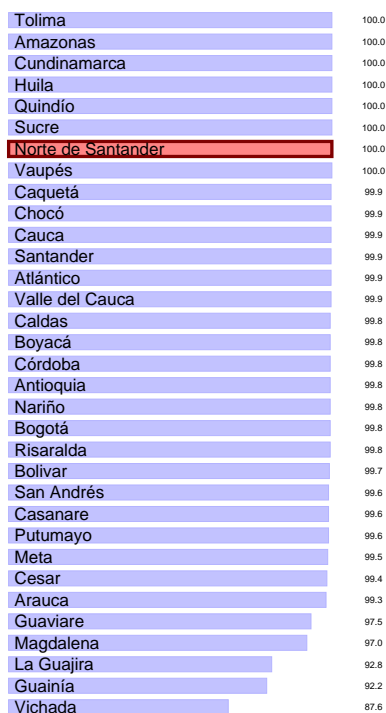 Tolima 100.0
Amazonas 100.0
Cundinamarca 100.0
Huila 100.0
Quindío 100.0
Sucre 100.0
Norte de Santander 100.0
Vaupés 100.0
Caquetá 99.9
Chocó 99.9
Cauca 99.9
Santander 99.9
Atlántico 99.9
Valle del Cauca 99.9
Caldas 99.8
Boyacá 99.8
Córdoba 99.8
Antioquia 99.8
Nariño 99.8
Bogotá 99.8
Risaralda 99.8
Bolivar 99.7
San Andrés 99.6
Casanare 99.6
Putumayo 99.6
Meta 99.5
Cesar 99.4
Arauca 99.3
Guaviare 97.5
Magdalena 97.0
La Guajira 92.8
Guainía 92.2
Vichada 87.6